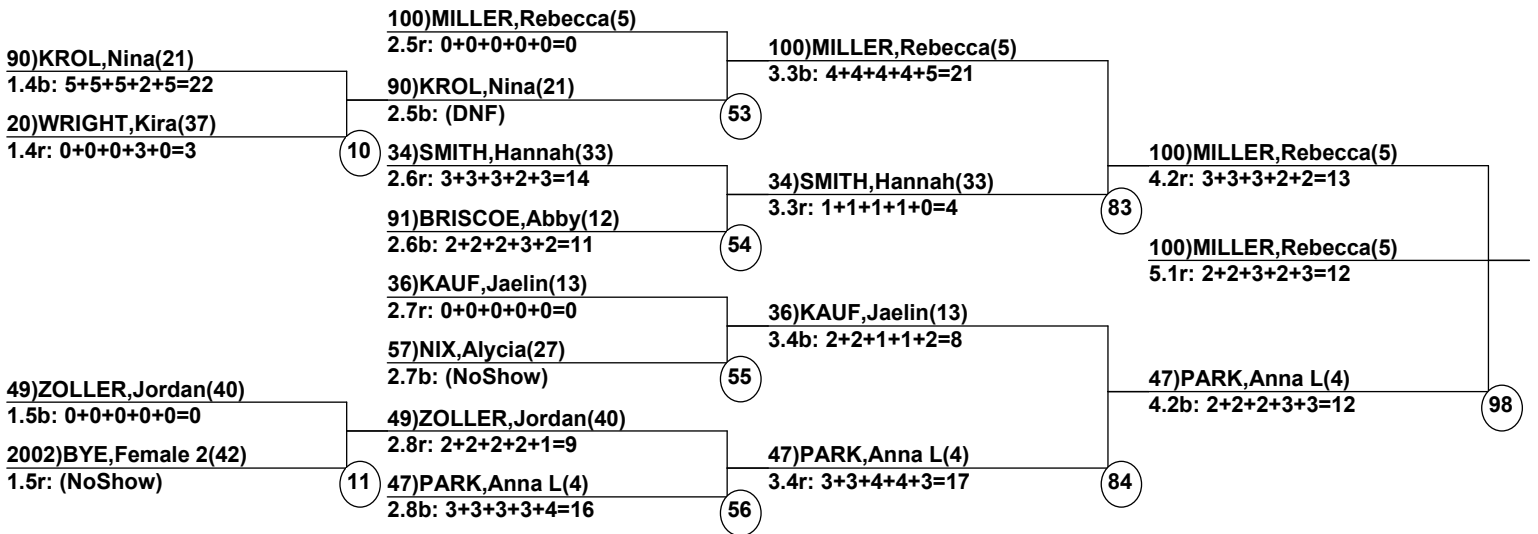 90)KROL,Nina(21)
1.4b: 5+5+5+2+5=22
20)WRIGHT,Kira(37)
1.4r: 0+0+0+3+0=3
10
49)ZOLLER,Jordan(40)
1.5b: 0+0+0+0+0=0
2002)BYE,Female 2(42)
1.5r: (NoShow)
11
100)MILLER,Rebecca(5)
2.5r: 0+0+0+0+0=0
90)KROL,Nina(21)
2.5b: (DNF)
53
34)SMITH,Hannah(33)
2.6r: 3+3+3+2+3=14
91)BRISCOE,Abby(12)
2.6b: 2+2+2+3+2=11
54
36)KAUF,Jaelin(13)
2.7r: 0+0+0+0+0=0
57)NIX,Alycia(27)
2.7b: (NoShow)
55
49)ZOLLER,Jordan(40)
2.8r: 2+2+2+2+1=9
47)PARK,Anna L(4)
2.8b: 3+3+3+3+4=16
56
100)MILLER,Rebecca(5)
3.3b: 4+4+4+4+5=21
34)SMITH,Hannah(33)
3.3r: 1+1+1+1+0=4
83
36)KAUF,Jaelin(13)
3.4b: 2+2+1+1+2=8
47)PARK,Anna L(4)
3.4r: 3+3+4+4+3=17
84
100)MILLER,Rebecca(5)
4.2r: 3+3+3+2+2=13
100)MILLER,Rebecca(5)
5.1r: 2+2+3+2+3=12
47)PARK,Anna L(4)
4.2b: 2+2+2+3+3=12
98